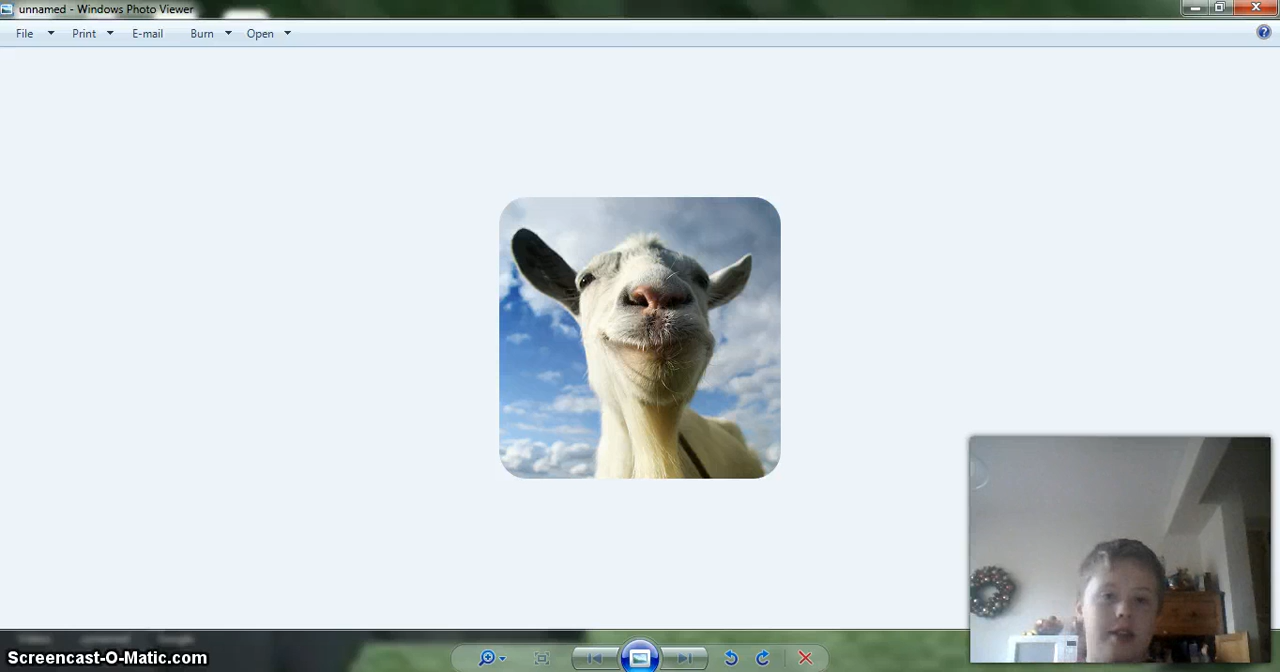 unnamed - Windows Photo Viewer
File Print E-mail Burn Open
Screencast-O-Matic.com